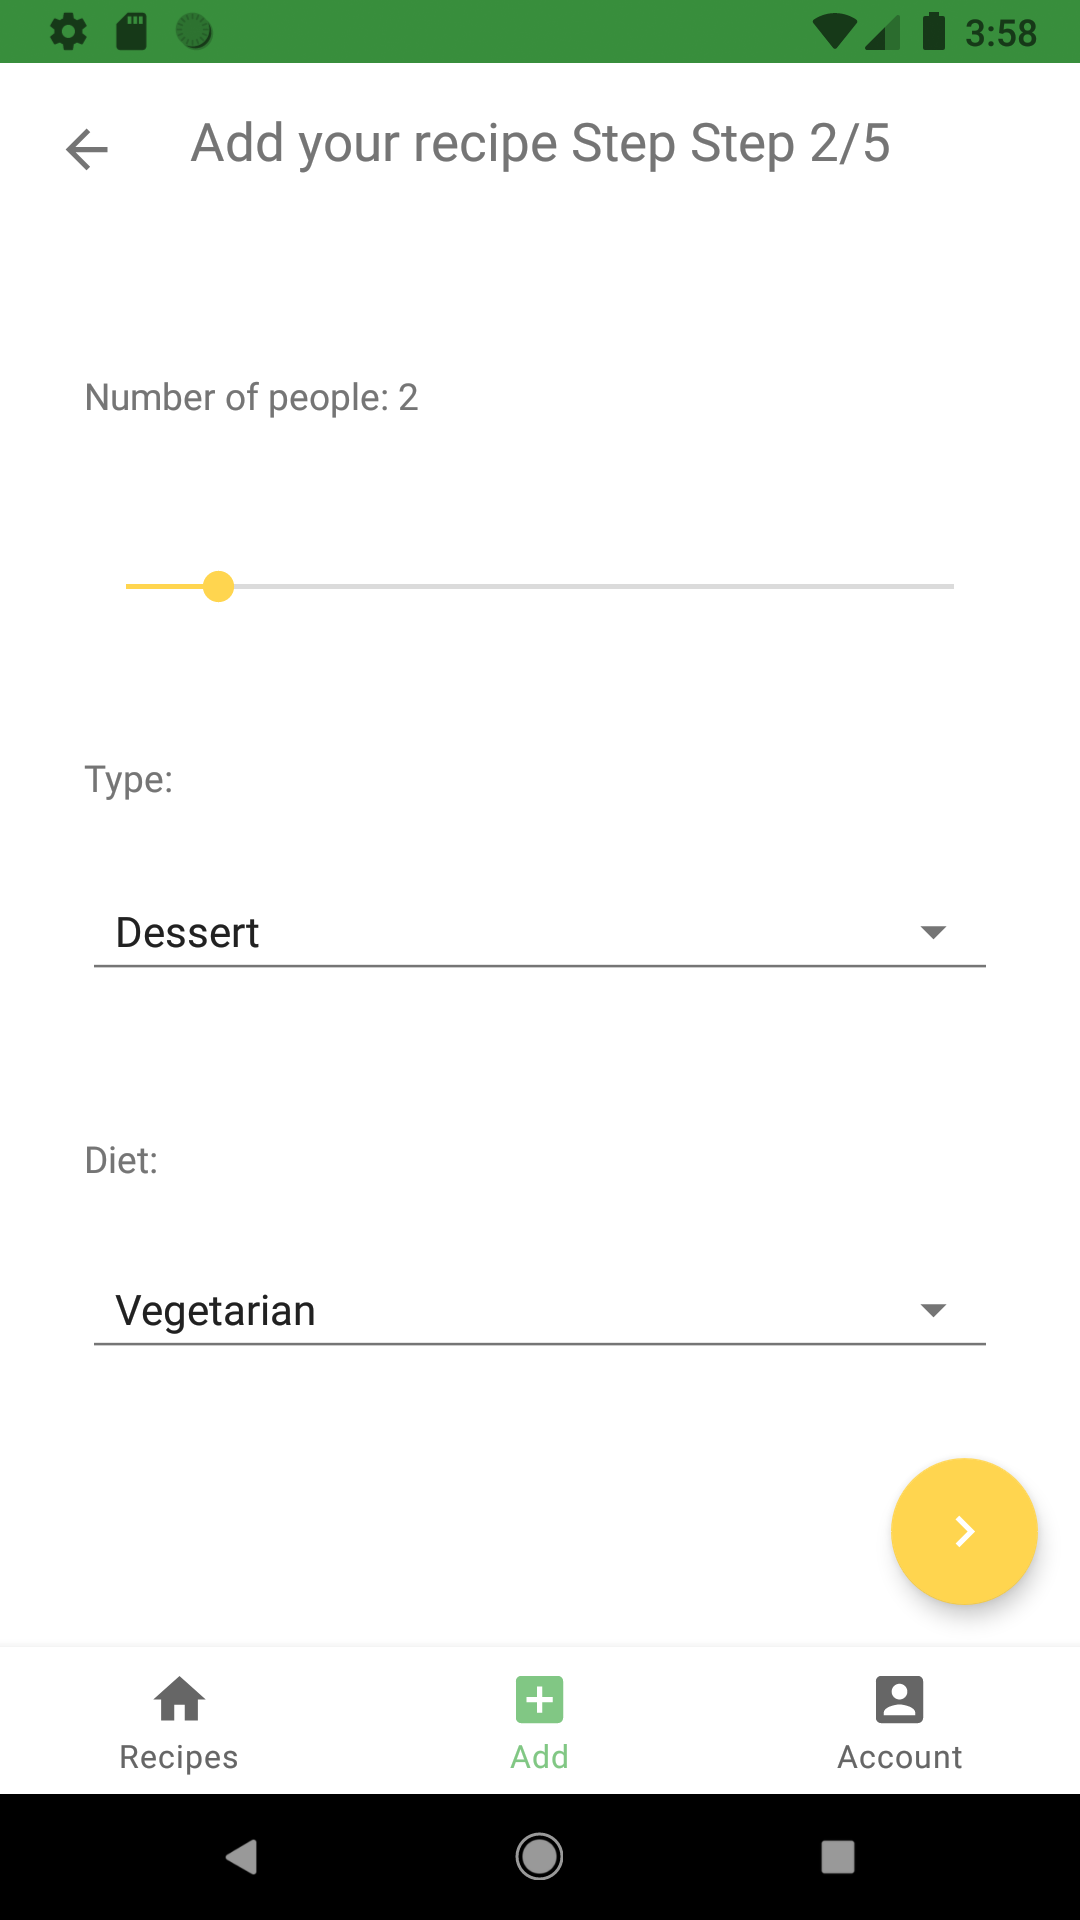 3:58
Add your recipe Step Step 2/5
Number of people: 2
Type:
Dessert
Diet:
Vegetarian
Recipes
Add
Account